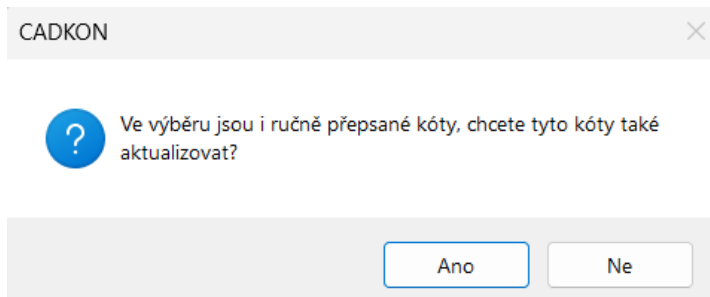 CADKON
Ve výběru jsou i ručně přepsané kóty, chcete tyto kóty také
aktualizovat?
Ano
Ne